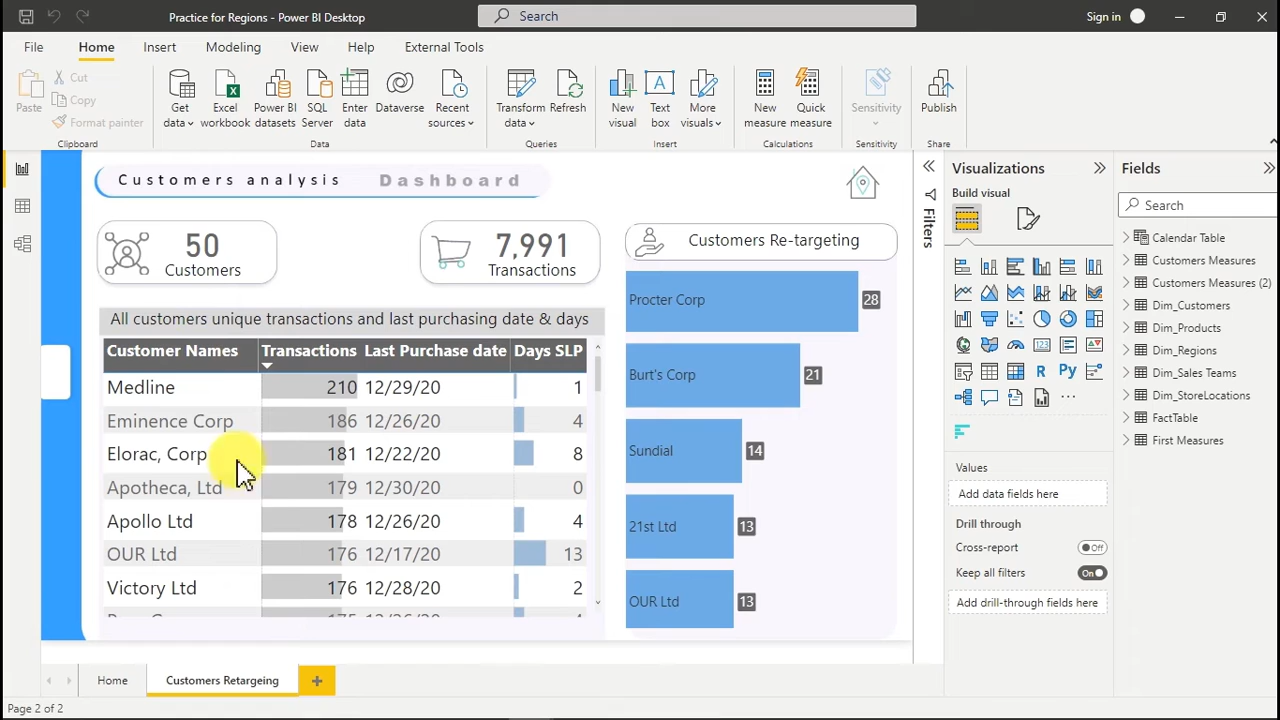 Practice for Regions - Power BI Desktop
Search
Sign in
File
Home
Insert
Modeling
View
Help
External Tools
Paste
Cut
Copy
Format painter
Clipboard
Get data
Excel workbook
Power BI datasets
SQL Server
Enter data
Dataverse
Recent sources
Data
Transform data
Refresh
Queries
New visual
Text box
More visuals
Insert
New measure
Quick measure
Calculations
Sensitivity
Sensitivity
Publish
Share
Customers analysis Dashboard
50
Customers
7,991
Transactions
All customers unique transactions and last purchasing date & days
Customer Names Transactions Last Purchase date Days SLP
Medline 210 12/29/20 1
Eminence Corp 186 12/26/20 4
Elorac, Corp 181 12/22/20 8
Apotheca, Ltd 179 12/30/20 0
Apollo Ltd 178 12/26/20 4
OUR Ltd 176 12/17/20 13
Victory Ltd 176 12/28/20 2
Customers Re-targeting
Procter Corp 28
Burt's Corp 21
Sundial 14
21st Ltd 13
OUR Ltd 13
Filters
Visualizations
Build visual
123
R
Py
Values
Add data fields here
Drill through
Cross-report Off
Keep all filters On
Add drill-through fields here
Fields
Search
Calendar Table
Customers Measures
Customers Measures (2)
Dim_Customers
Dim_Products
Dim_Regions
Dim_Sales Teams
Dim_StoreLocations
FactTable
First Measures
Home
Customers Retargeing
Page 2 of 2